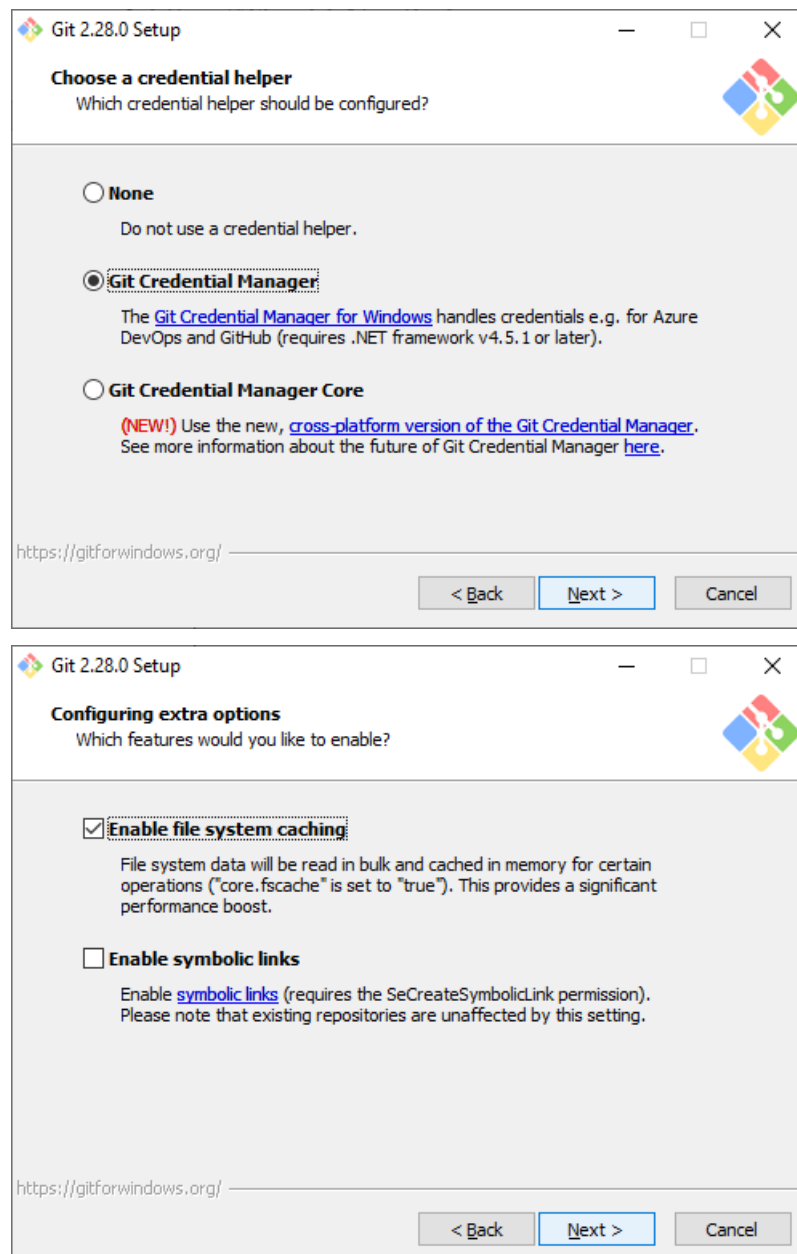 Git 2.28.0 Setup
Choose a credential helper
Which credential helper should be configured?
None
Do not use a credential helper.
Git Credential Manager
The Git Credential Manager for Windows handles credentials e.g. for Azure
DevOps and GitHub (requires .NET framework v4.5.1 or later).
Git Credential Manager Core
(NEW!) Use the new, cross-platform version of the Git Credential Manager.
See more information about the future of Git Credential Manager here.
https://gitforwindows.org/
< Back Next > Cancel
Git 2.28.0 Setup
Configuring extra options
Which features would you like to enable?
Enable file system caching
File system data will be read in bulk and cached in memory for certain
operations ("core.fscache" is set to "true"). This provides a significant
performance boost.
Enable symbolic links
Enable symbolic links (requires the SeCreateSymbolicLink permission).
Please note that existing repositories are unaffected by this setting.
https://gitforwindows.org/
< Back Next > Cancel